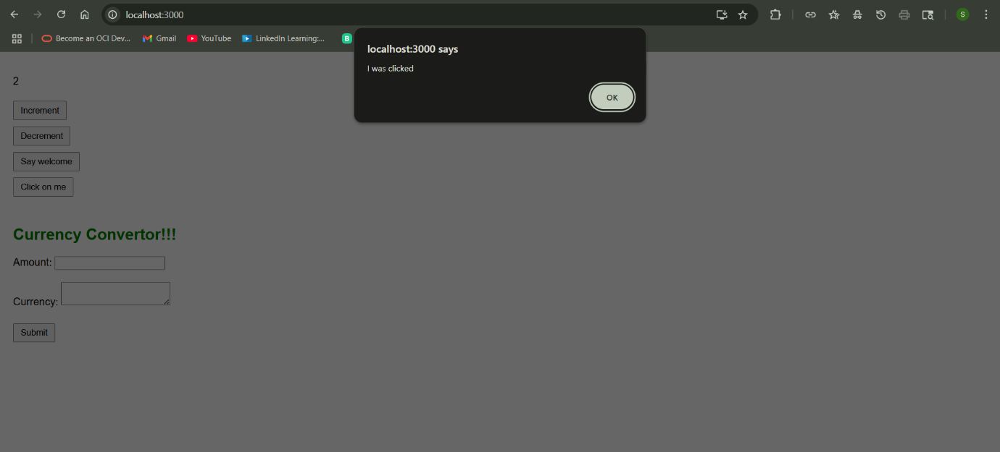 localhost:3000
S
Become an OCI Dev... Gmail YouTube LinkedIn Learning:... B
localhost:3000 says
I was clicked
OK
2
Increment
Decrement
Say welcome
Click on me
Currency Convertor!!!
Amount:
Currency:
Submit